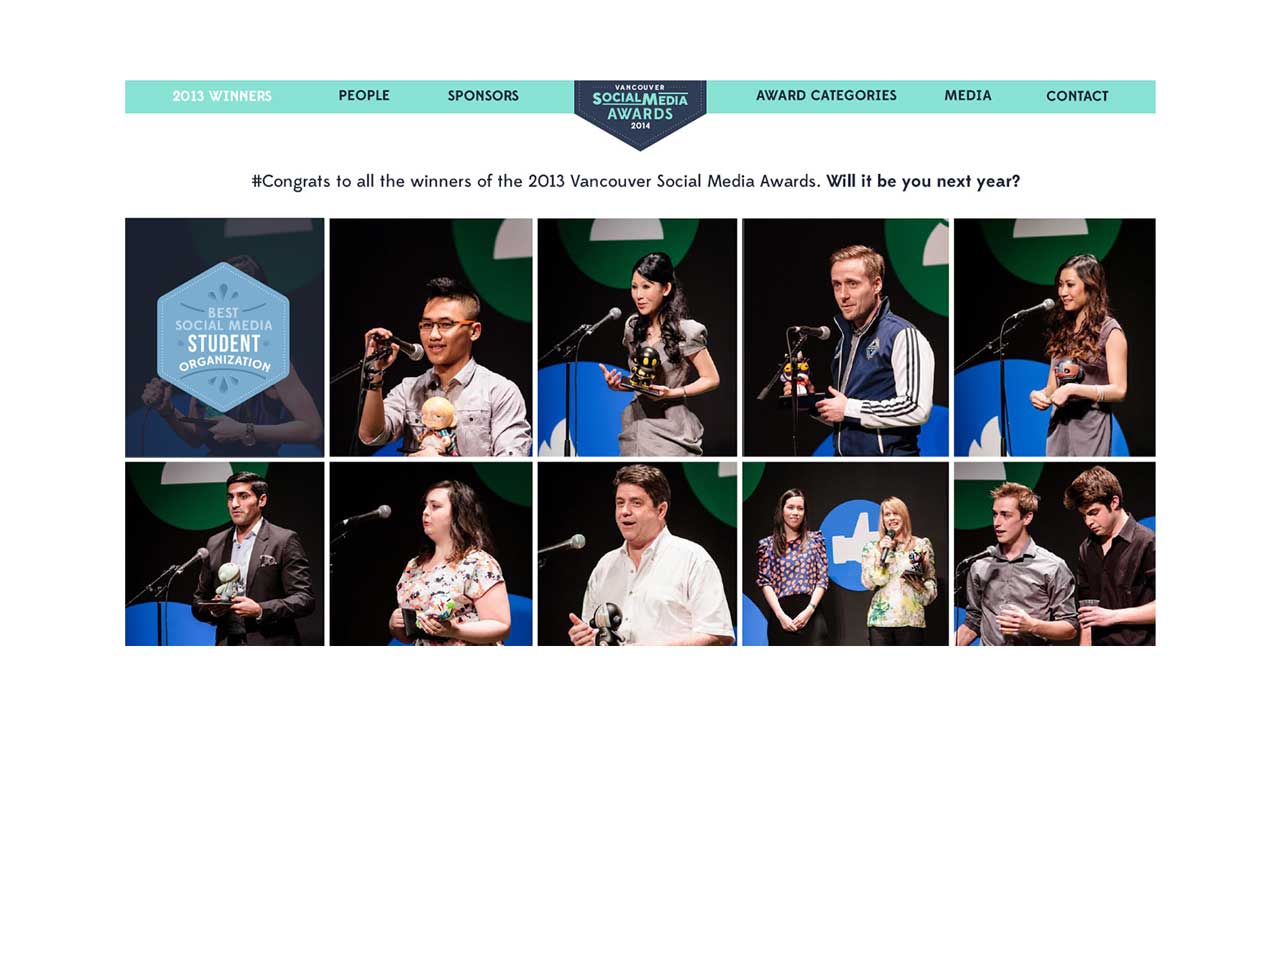 2013 WINNERS
PEOPLE
SPONSORS
VANCOUVER
SOCIAL MEDIA
AWARDS
2014
AWARD CATEGORIES
MEDIA
CONTACT
#Congrats to all the winners of the 2013 Vancouver Social Media Awards. Will it be you next year?
BEST
SOCIAL MEDIA
STUDENT
ORGANIZATION